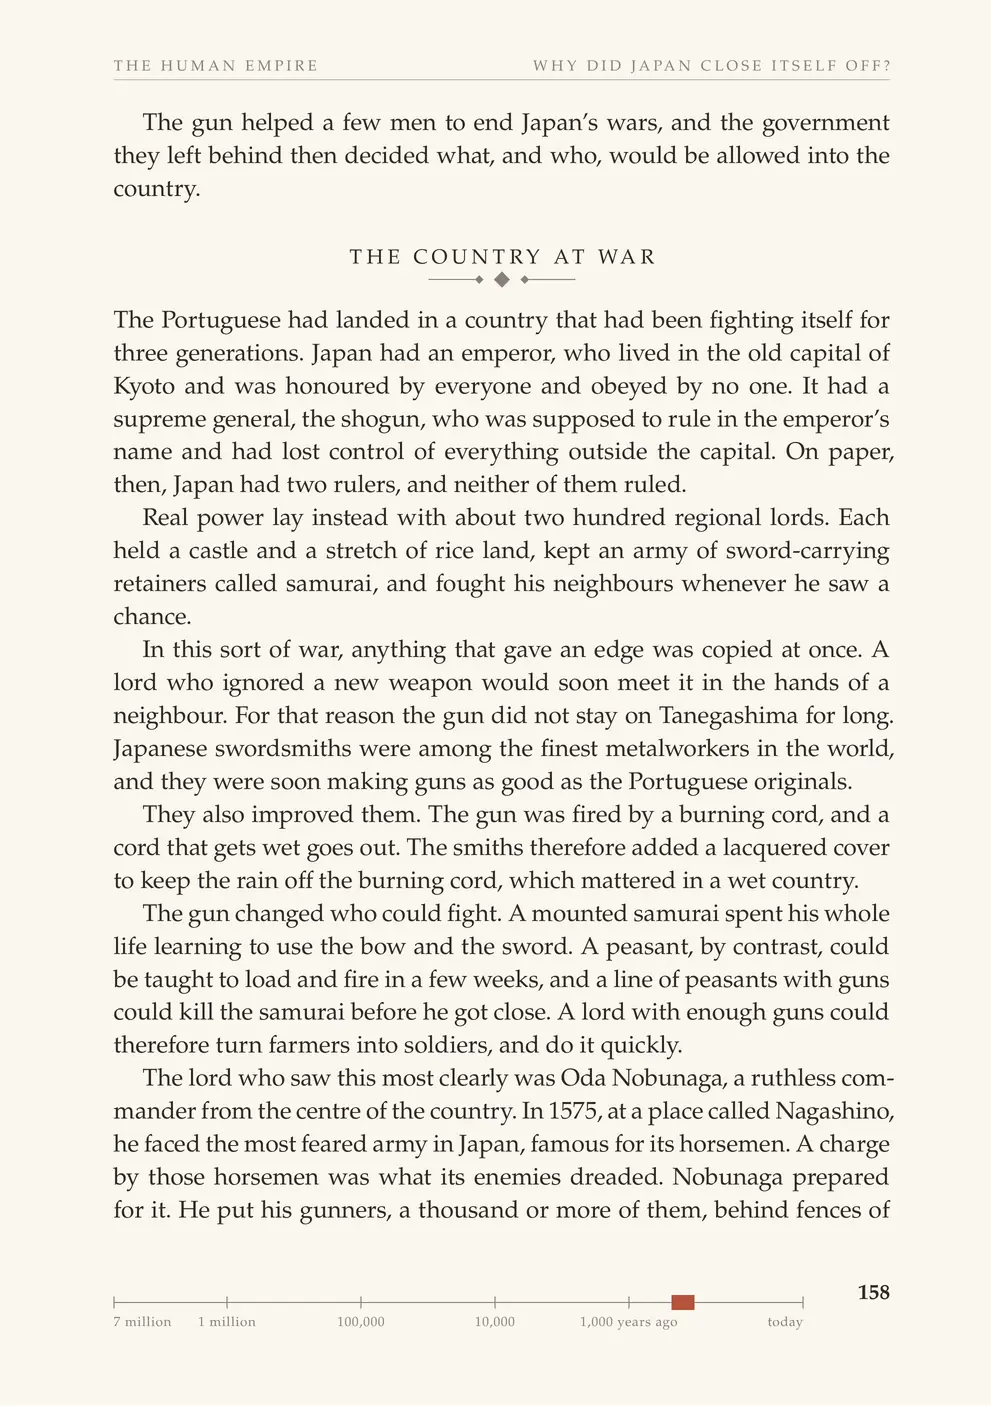 THE HUMAN EMPIRE
WHY DID JAPAN CLOSE ITSELF OFF?
The gun helped a few men to end Japan’s wars, and the government
they left behind then decided what, and who, would be allowed into the
country.
THE COUNTRY AT WAR
The Portuguese had landed in a country that had been fighting itself for
three generations. Japan had an emperor, who lived in the old capital of
Kyoto and was honoured by everyone and obeyed by no one. It had a
supreme general, the shogun, who was supposed to rule in the emperor’s
name and had lost control of everything outside the capital. On paper,
then, Japan had two rulers, and neither of them ruled.
Real power lay instead with about two hundred regional lords. Each
held a castle and a stretch of rice land, kept an army of sword-carrying
retainers called samurai, and fought his neighbours whenever he saw a
chance.
In this sort of war, anything that gave an edge was copied at once. A
lord who ignored a new weapon would soon meet it in the hands of a
neighbour. For that reason the gun did not stay on Tanegashima for long.
Japanese swordsmiths were among the finest metalworkers in the world,
and they were soon making guns as good as the Portuguese originals.
They also improved them. The gun was fired by a burning cord, and a
cord that gets wet goes out. The smiths therefore added a lacquered cover
to keep the rain off the burning cord, which mattered in a wet country.
The gun changed who could fight. A mounted samurai spent his whole
life learning to use the bow and the sword. A peasant, by contrast, could
be taught to load and fire in a few weeks, and a line of peasants with guns
could kill the samurai before he got close. A lord with enough guns could
therefore turn farmers into soldiers, and do it quickly.
The lord who saw this most clearly was Oda Nobunaga, a ruthless com-
mander from the centre of the country. In 1575, at a place called Nagashino,
he faced the most feared army in Japan, famous for its horsemen. A charge
by those horsemen was what its enemies dreaded. Nobunaga prepared
for it. He put his gunners, a thousand or more of them, behind fences of
158
7 million
1 million
100,000
10,000
1,000 years ago
today